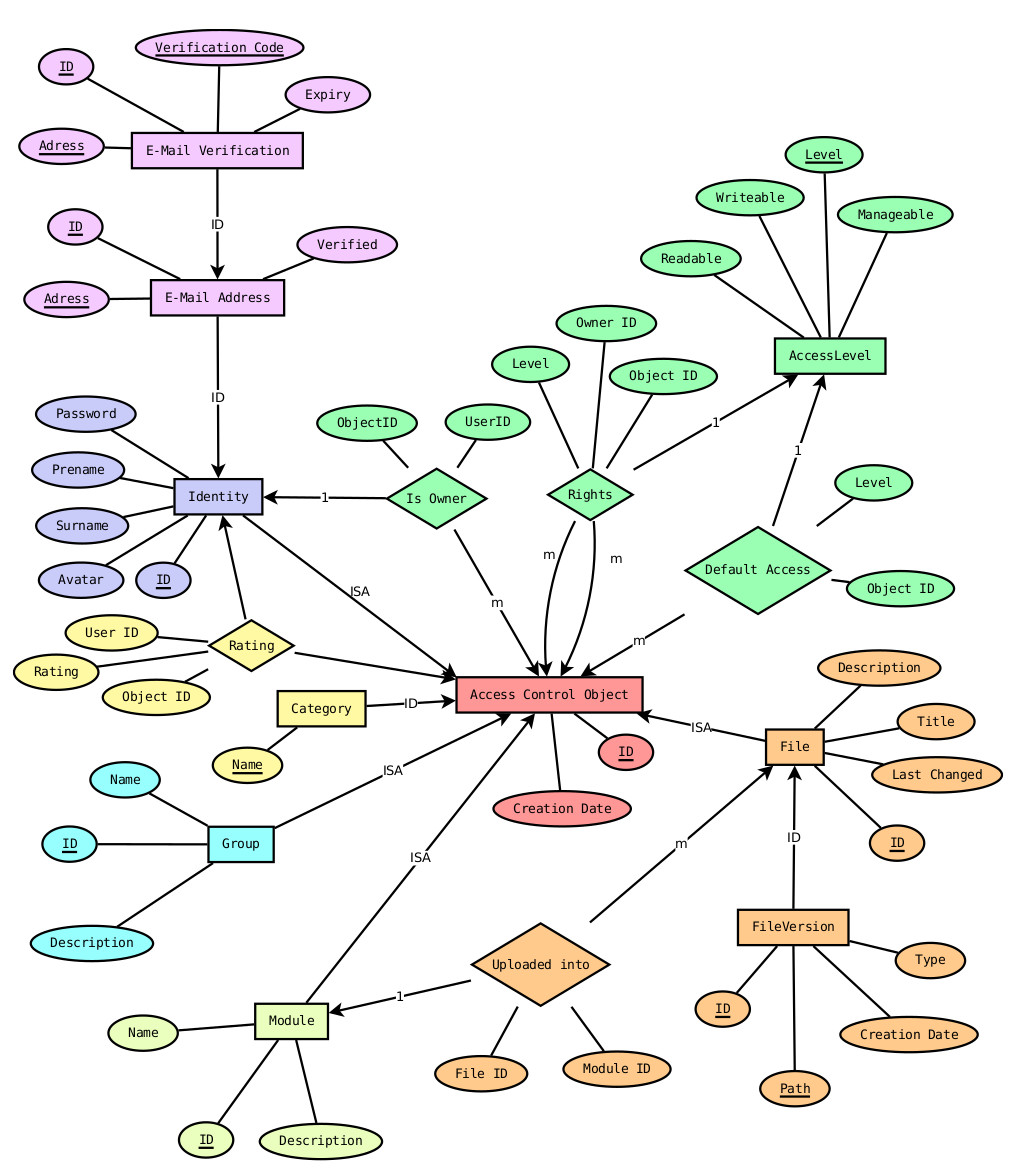 Verification Code
ID
Expiry
Adress
E-Mail Verification
ID
Level
Writeable
Manageable
ID
Verified
Readable
Adress
E-Mail Address
Owner ID
AccessLevel
Level
Object ID
ID
Password
ObjectID
UserID
1
1
Prename
Level
Identity
1
Is Owner
Rights
Surname
m
m
Default Access
Avatar
ID
Object ID
ISA
m
User ID
Rating
m
Rating
Description
Object ID
Access Control Object
Category
ID
Title
ISA
File
ID
Name
ISA
Last Changed
Name
Creation Date
ID
Group
ID
m
ID
ISA
Description
FileVersion
Uploaded into
Type
1
ID
Module
Name
Creation Date
File ID
Module ID
Path
ID
Description